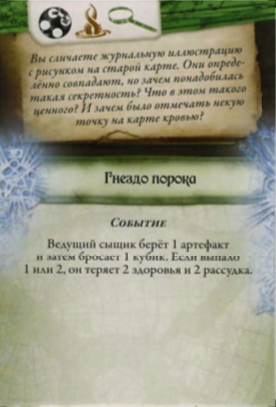 Вы сличаете журнальную иллюстрацию
с рисунком на старой карте. Они опреде-
лённо совпадают, но зачем понадобилась
такая секретность? Что в этом такого
ценного? И зачем было отмечать некую
точку на карте кровью?
Гнездо порока
Событие
Ведущий сыщик берёт 1 артефакт
и затем бросает 1 кубик. Если выпало
1 или 2, он теряет 2 здоровья и 2 рассудка.